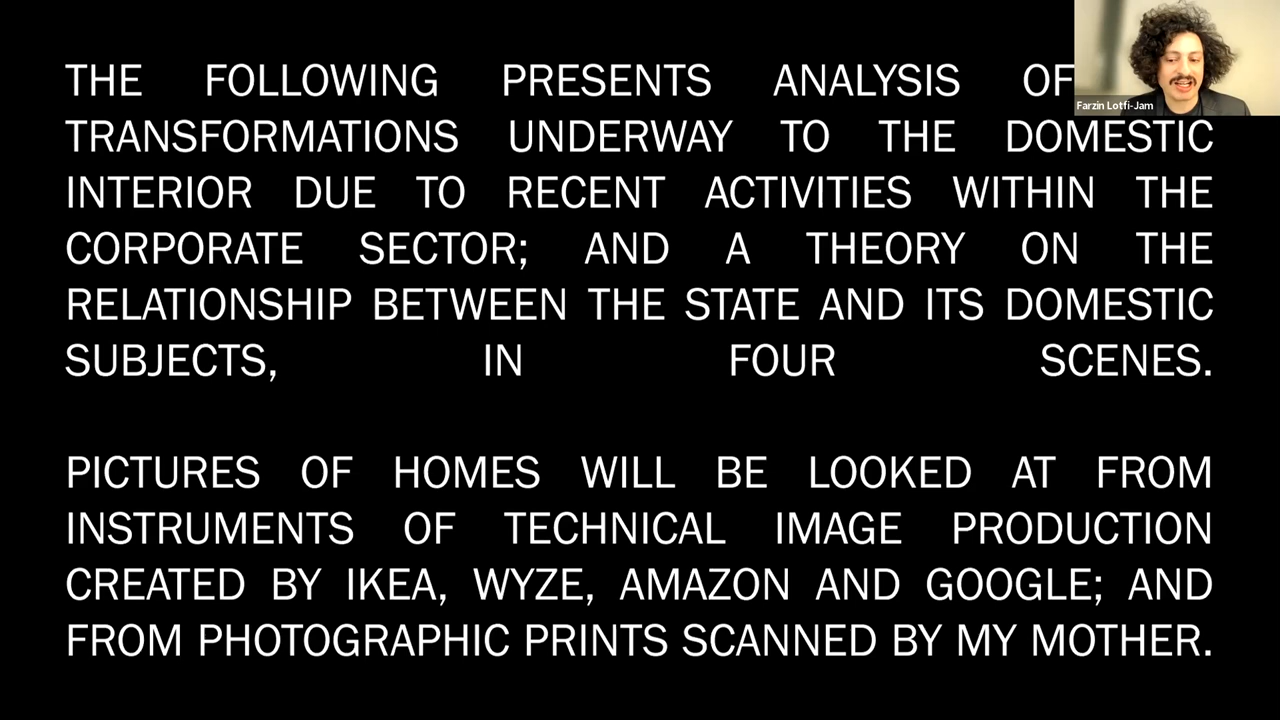 THE FOLLOWING PRESENTS ANALYSIS OF
TRANSFORMATIONS UNDERWAY TO THE DOMESTIC
INTERIOR DUE TO RECENT ACTIVITIES WITHIN THE
CORPORATE SECTOR; AND A THEORY ON THE
RELATIONSHIP BETWEEN THE STATE AND ITS DOMESTIC
SUBJECTS, IN FOUR SCENES.
PICTURES OF HOMES WILL BE LOOKED AT FROM
INSTRUMENTS OF TECHNICAL IMAGE PRODUCTION
CREATED BY IKEA, WYZE, AMAZON AND GOOGLE; AND
FROM PHOTOGRAPHIC PRINTS SCANNED BY MY MOTHER.
Farzin Lotfi-Jam